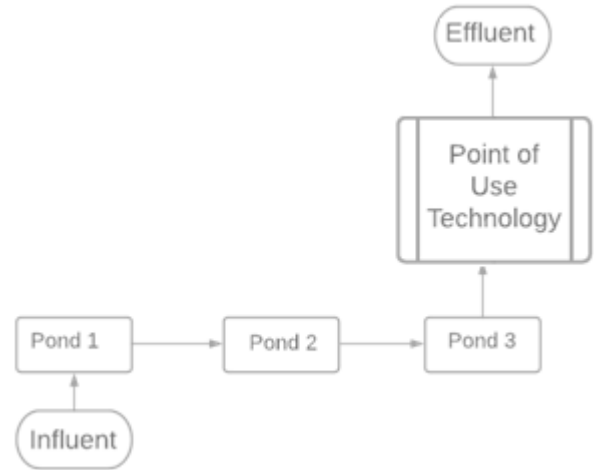 Effluent
Point of
Use
Technology
Pond 1
Pond 2
Pond 3
Influent